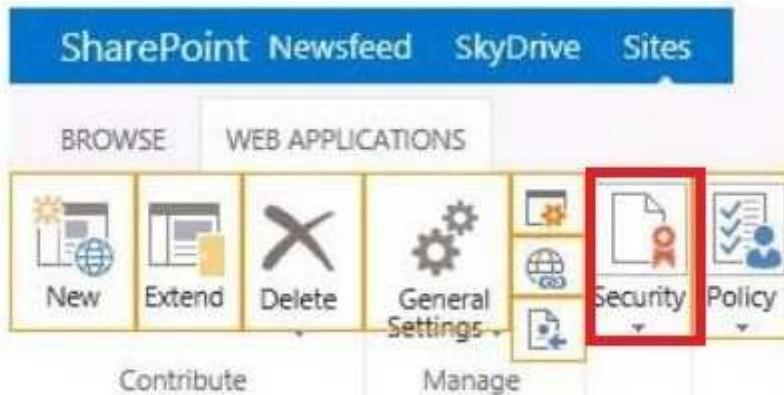 SharePoint Newsfeed SkyDrive Sites
BROWSE WEB APPLICATIONS
New Extend Delete General Settings Security Policy
Contribute Manage